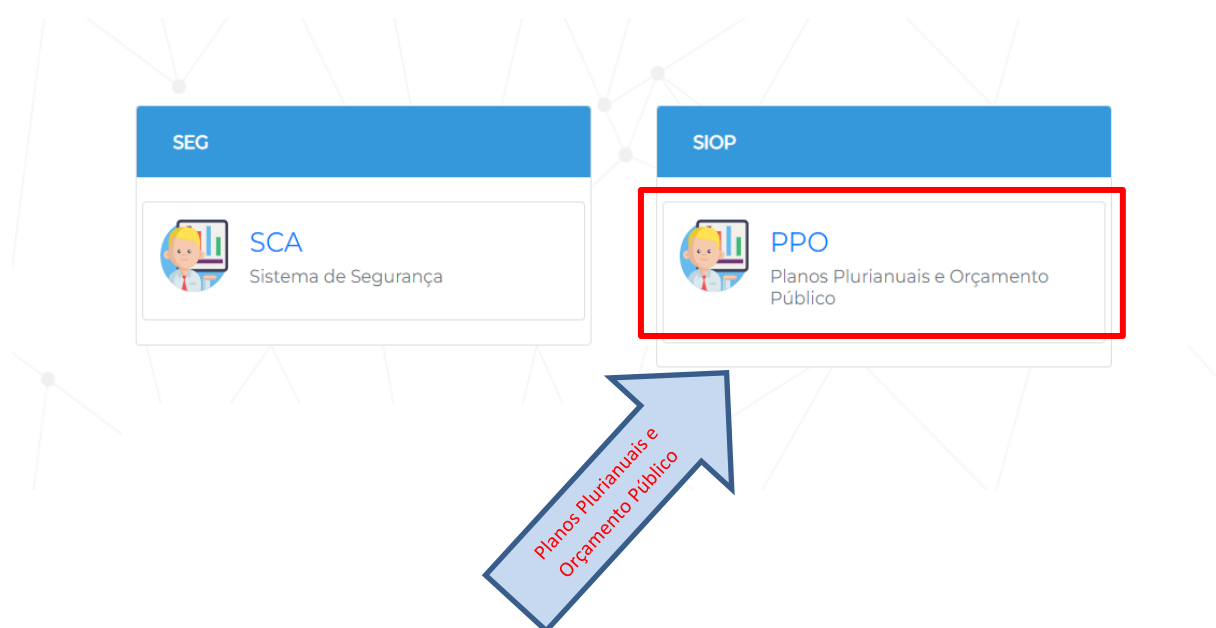 SEG
SCA
Sistema de Segurança
SIOP
PPO
Planos Plurianuais e Orçamento
Público
Planos Plurianuais e
Orçamento Público